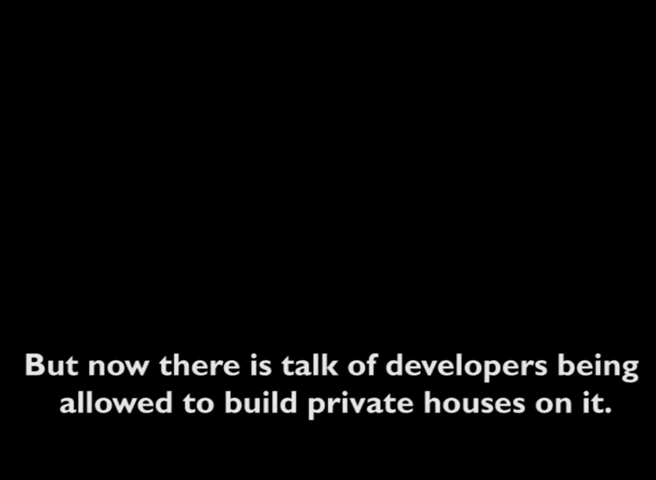 But now there is talk of developers being
allowed to build private houses on it.